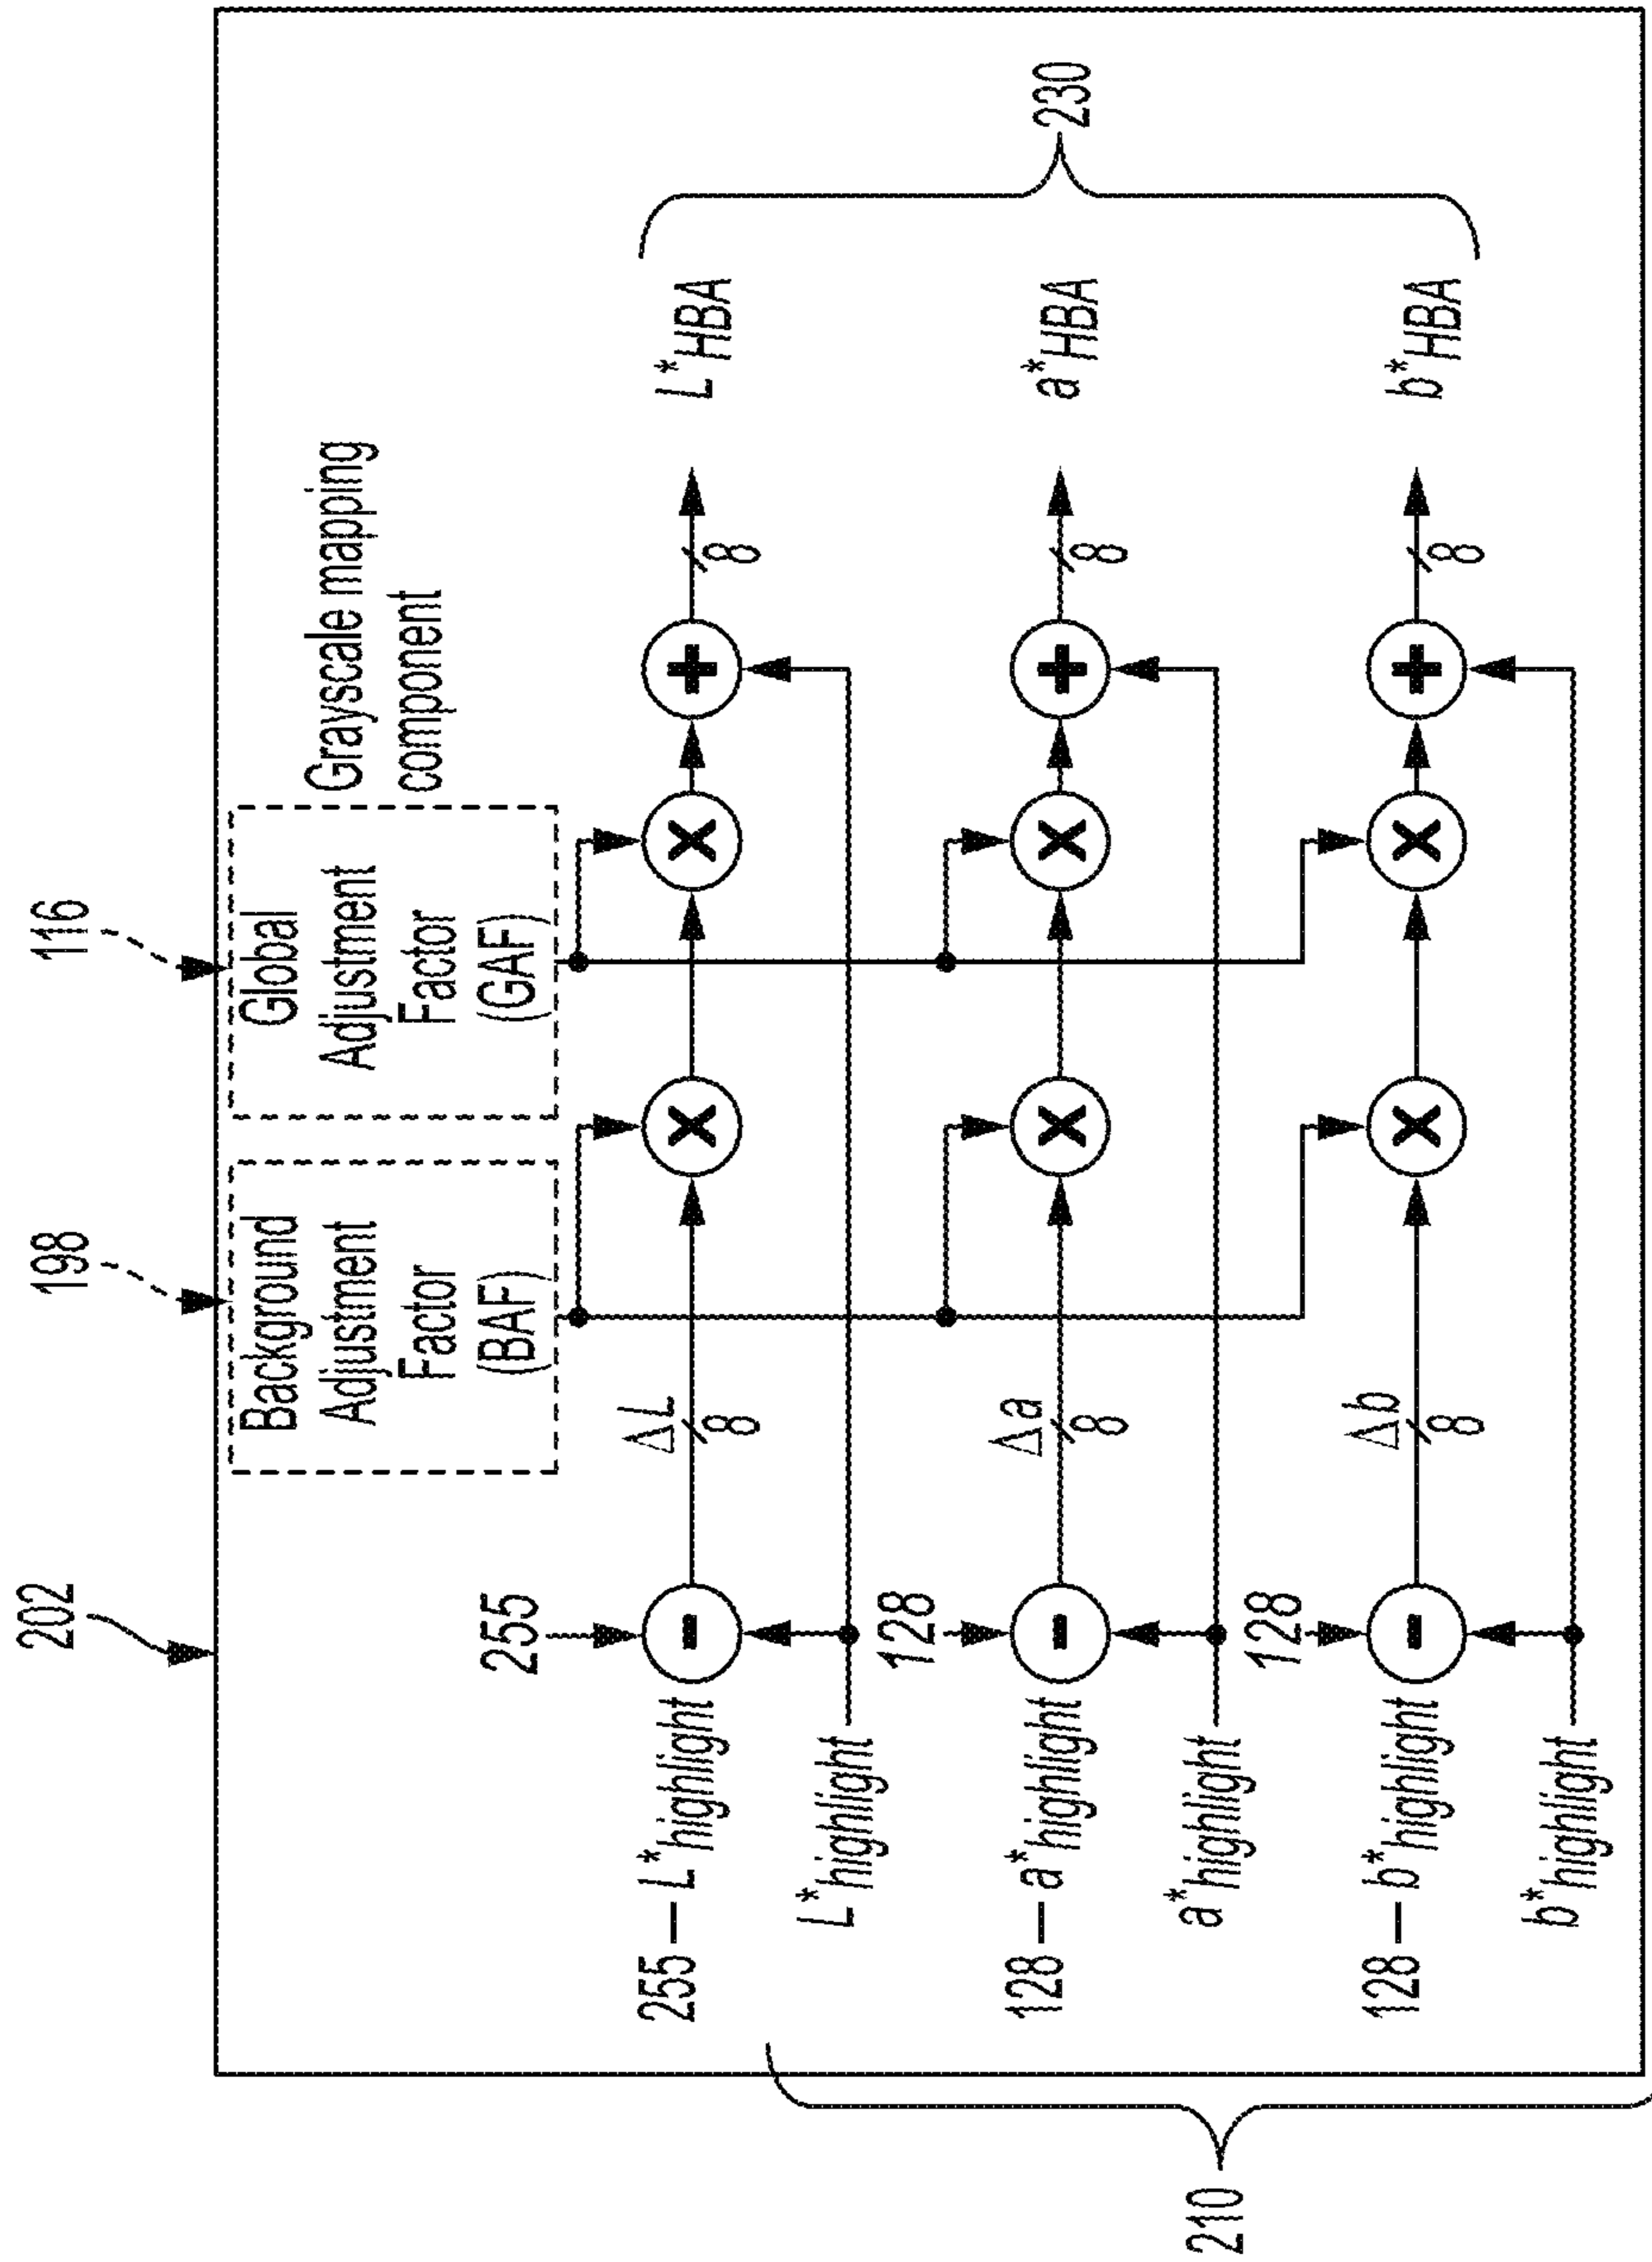 202
198
116
Background
Adjustment
Factor
(BAF)
Global
Adjustment
Factor
(GAF)
Grayscale mapping
component
255
255 – L*highlight
ΔL
8
8
L*HBA
L*highlight
128
128 – a*highlight
Δa
8
8
a*HBA
a*highlight
128
128 – b*highlight
Δb
8
8
b*HBA
b*highlight
210
230